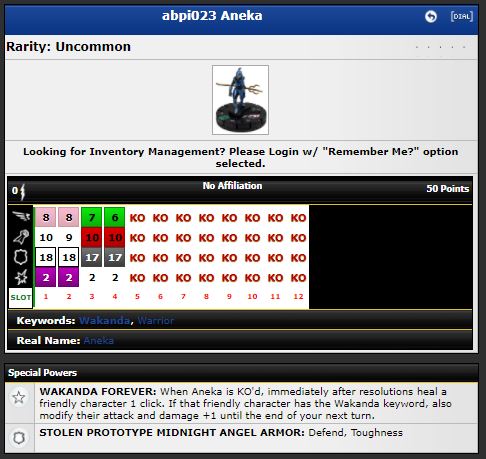 abpi023 Aneka
[DIAL]
Rarity: Uncommon
Looking for Inventory Management? Please Login w/ "Remember Me?" option
selected.
0 No Affiliation 50 Points
8 8 7 6 KO KO KO KO KO KO KO KO
10 9 10 10 KO KO KO KO KO KO KO KO
18 18 17 17 KO KO KO KO KO KO KO KO
2 2 2 2 KO KO KO KO KO KO KO KO
SLOT 1 2 3 4 5 6 7 8 9 10 11 12
Keywords: Wakanda, Warrior
Real Name: Aneka
Special Powers
WAKANDA FOREVER: When Aneka is KO'd, immediately after resolutions heal a
friendly character 1 click. If that friendly character has the Wakanda keyword, also
modify their attack and damage +1 until the end of your next turn.
STOLEN PROTOTYPE MIDNIGHT ANGEL ARMOR: Defend, Toughness